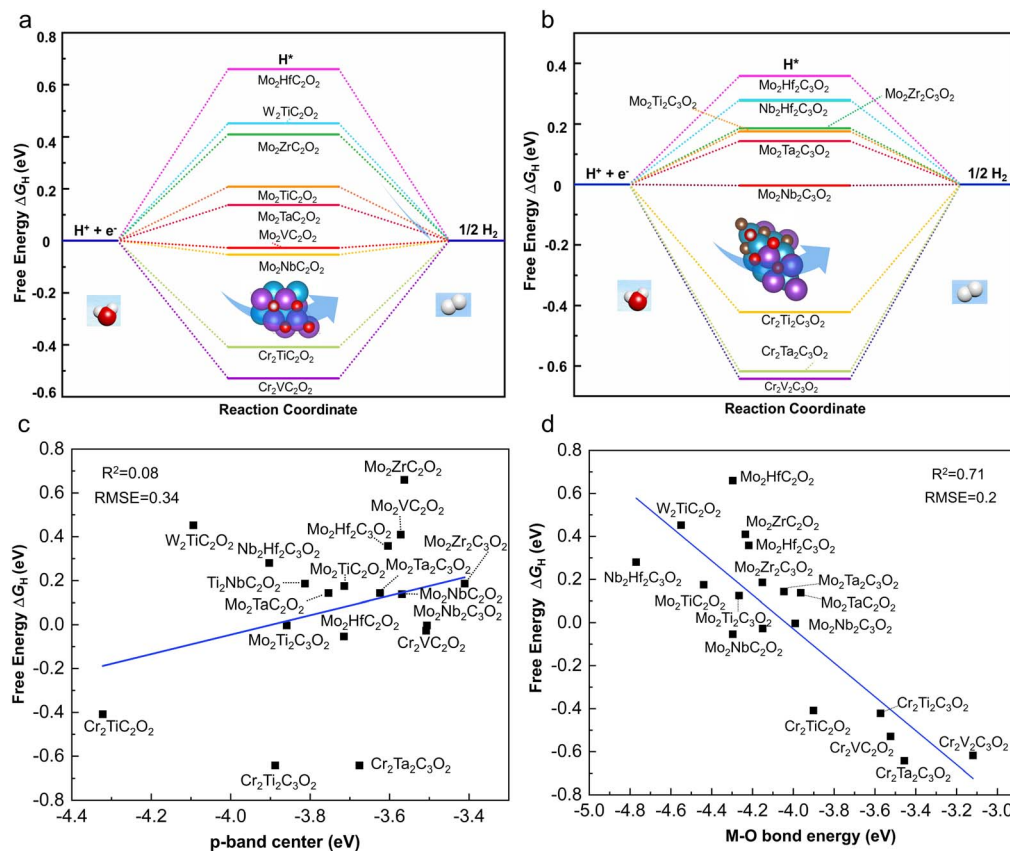 a
0.8
0.6
0.4
0.2
0
-0.2
-0.4
0.6
Free Energy ΔG_H (eV)
H*
Mo₂HfC₂O₂
W₂TiC₂O₂
Mo₂ZrC₂O₂
Mo₂TiC₂O₂
Mo₂TaC₂O₂
Mo₂VC₂O₂
Mo₂NbC₂O₂
Cr₂TiC₂O₂
Cr₂VC₂O₂
H⁺ + e⁻
1/2 H₂
Reaction Coordinate
b
0.4
0.2
0
-0.2
-0.4
- 0.6
Free Energy ΔG_H (eV)
H*
Mo₂Hf₂C₃O₂
Nb₂Hf₂C₃O₂
Mo₂Ti₂C₃O₂
Mo₂Zr₂C₃O₂
Mo₂Ta₂C₃O₂
Mo₂Nb₂C₃O₂
Cr₂Ti₂C₃O₂
Cr₂Ta₂C₃O₂
Cr₂V₂C₃O₂
H⁺ + e⁻
1/2 H₂
Reaction Coordinate
c
0.8
0.6
0.4
0.2
0.0
-0.2
-0.4
-0.6
-0.8
Free Energy ΔG_H (eV)
R²=0.08
RMSE=0.34
Mo₂ZrC₂O₂
Mo₂VC₂O₂
W₂TiC₂O₂
Mo₂Hf₂C₃O₂
Mo₂Zr₂C₃O₂
Nb₂Hf₂C₃O₂
Mo₂TiC₂O₂
Ti₂NbC₂O₂
Mo₂Ta₂C₃O₂
Mo₂TaC₂O₂
Mo₂NbC₂O₂
Mo₂HfC₂O₂
Mo₂Nb₂C₃O₂
Mo₂Ti₂C₃O₂
Cr₂VC₂O₂
Cr₂TiC₂O₂
Cr₂Ti₂C₃O₂
Cr₂Ta₂C₃O₂
-4.4 -4.2 -4.0 -3.8 -3.6 -3.4
p-band center (eV)
d
0.8
0.6
0.4
0.2
0.0
-0.2
-0.4
-0.6
-0.8
Free Energy ΔG_H (eV)
R²=0.71
RMSE=0.2
Mo₂HfC₂O₂
W₂TiC₂O₂
Mo₂ZrC₂O₂
Mo₂Hf₂C₃O₂
Nb₂Hf₂C₃O₂
Mo₂Zr₂C₃O₂
Mo₂Ta₂C₃O₂
Mo₂TiC₂O₂
Mo₂TaC₂O₂
Mo₂Ti₂C₃O₂
Mo₂Nb₂C₃O₂
Mo₂NbC₂O₂
Cr₂Ti₂C₃O₂
Cr₂TiC₂O₂
Cr₂VC₂O₂
Cr₂V₂C₃O₂
Cr₂Ta₂C₃O₂
-5.0 -4.8 -4.6 -4.4 -4.2 -4.0 -3.8 -3.6 -3.4 -3.2 -3.0
M-O bond energy (eV)